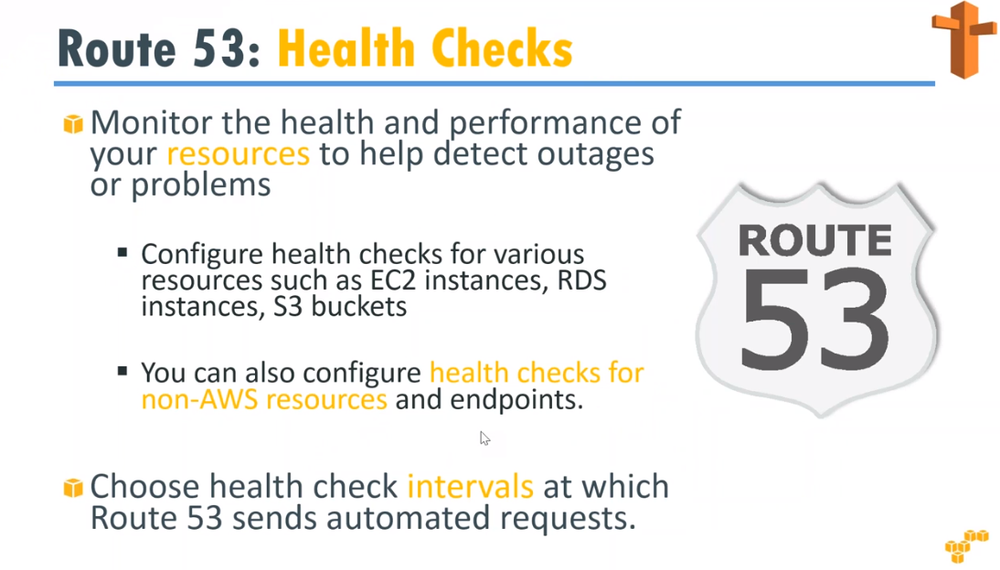 Route 53: Health Checks
Monitor the health and performance of
your resources to help detect outages
or problems
Configure health checks for various
resources such as EC2 instances, RDS
instances, S3 buckets
You can also configure health checks for
non-AWS resources and endpoints.
Choose health check intervals at which
Route 53 sends automated requests.
ROUTE
53